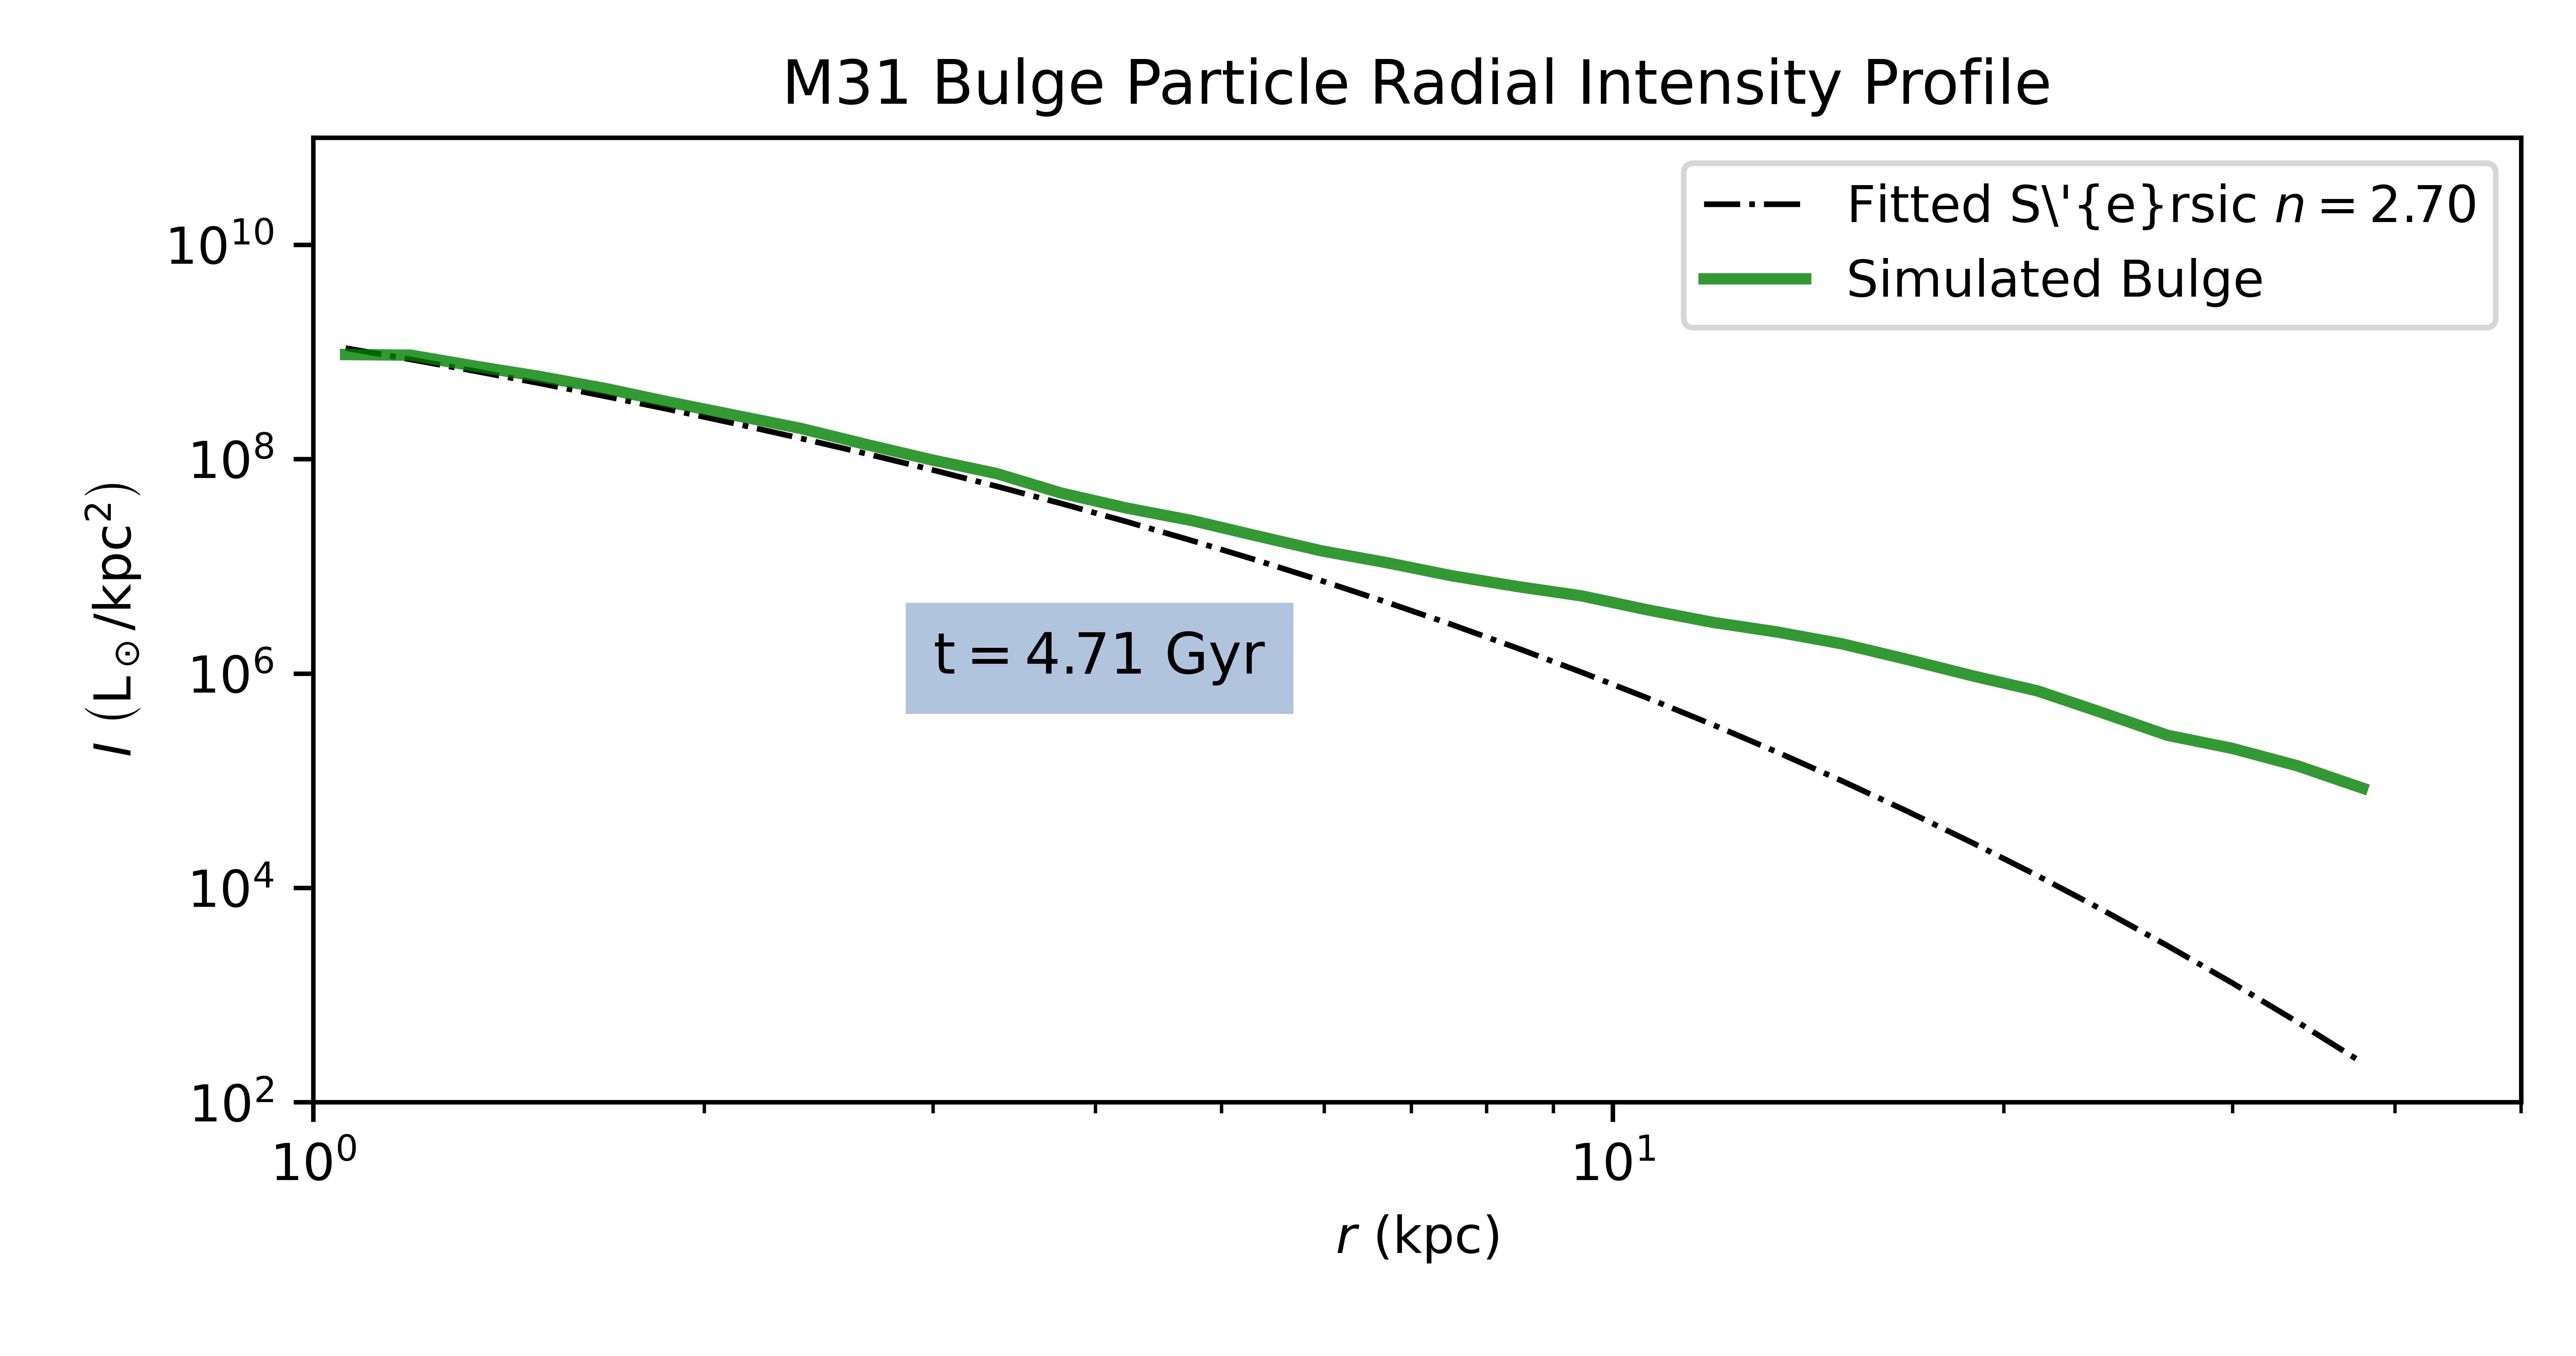 M31 Bulge Particle Radial Intensity Profile
Fitted S\'{e}rsic n = 2.70
Simulated Bulge
10¹⁰
10⁸
10⁶
10⁴
10²
I (L⊙/kpc²)
t = 4.71 Gyr
10⁰ 10¹
r (kpc)